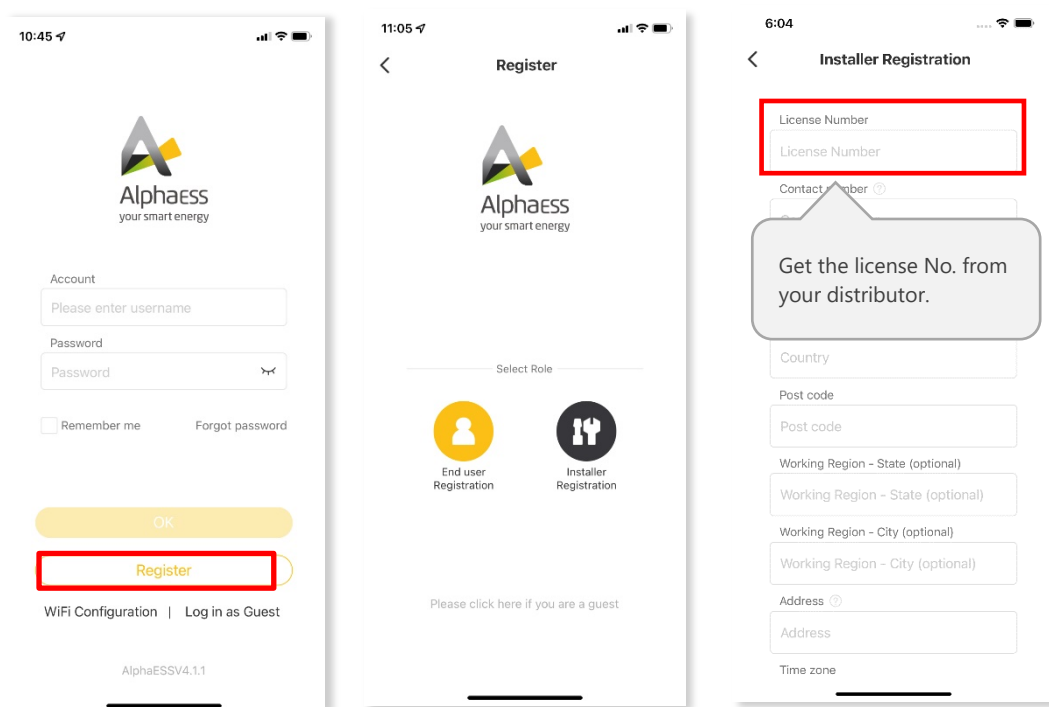 10:45
AlphaESS
your smart energy
Account
Please enter username
Password
Password
Remember me Forgot password
OK
Register
WiFi Configuration | Log in as Guest
AlphaESSV4.1.1
11:05
Register
AlphaESS
your smart energy
Select Role
End user
Registration
Installer
Registration
Please click here if you are a guest
6:04
Installer Registration
License Number
License Number
Contact number
Get the license No. from
your distributor.
Country
Post code
Post code
Working Region - State (optional)
Working Region - State (optional)
Working Region - City (optional)
Working Region - City (optional)
Address
Address
Time zone